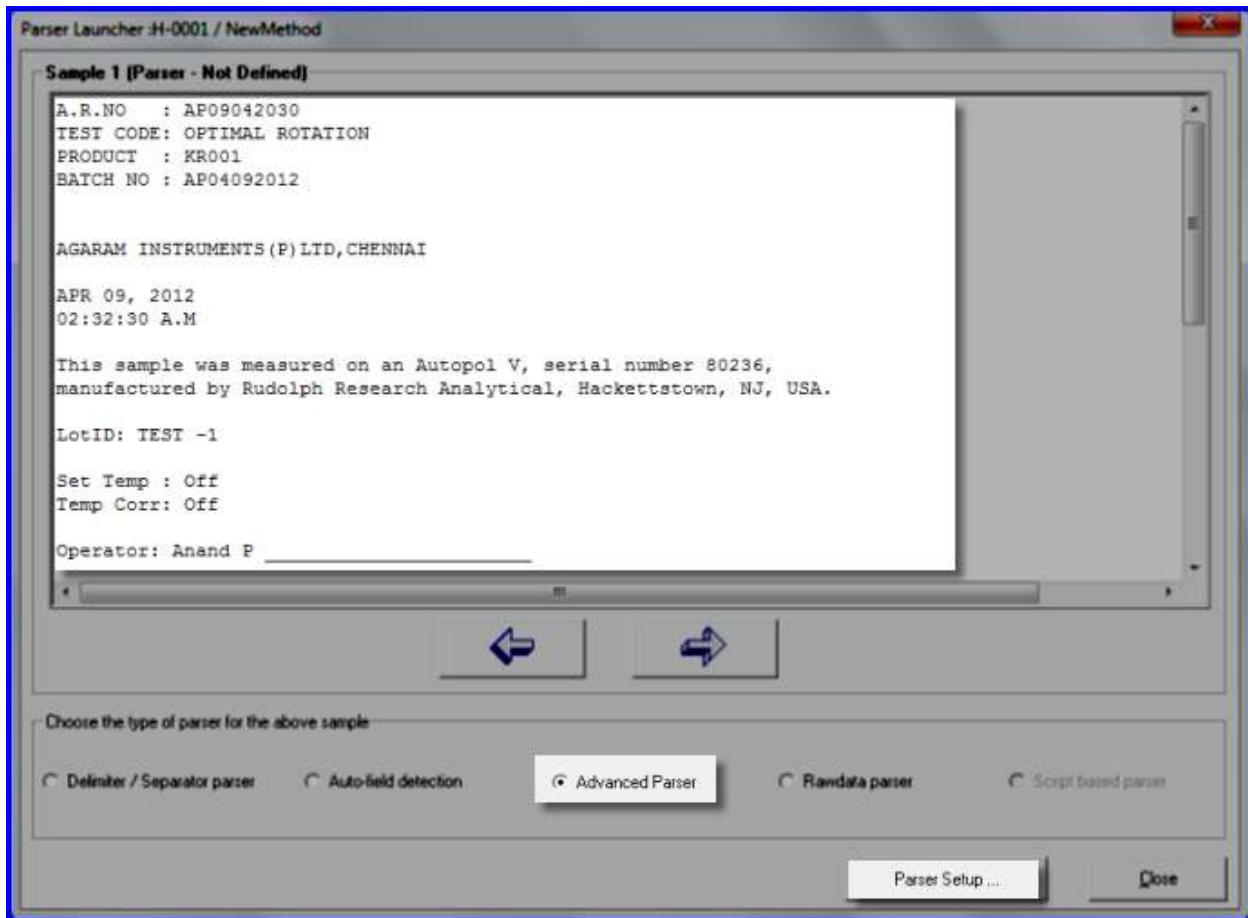 Parser Launcher :H-0001 / NewMethod
Sample 1 (Parser - Not Defined)
A.R.NO : AP09042030
TEST CODE: OPTIMAL ROTATION
PRODUCT : KR001
BATCH NO : AP04092012
AGARAM INSTRUMENTS(P)LTD,CHENNAI
APR 09, 2012
02:32:30 A.M
This sample was measured on an Autopol V, serial number 80236,
manufactured by Rudolph Research Analytical, Hackettstown, NJ, USA.
LotID: TEST -1
Set Temp : Off
Temp Corr: Off
Operator: Anand P
Choose the type of parser for the above sample
Delimiter / Separator parser Auto-field detection Advanced Parser Rawdata parser Script based parser
Parser Setup ... Close